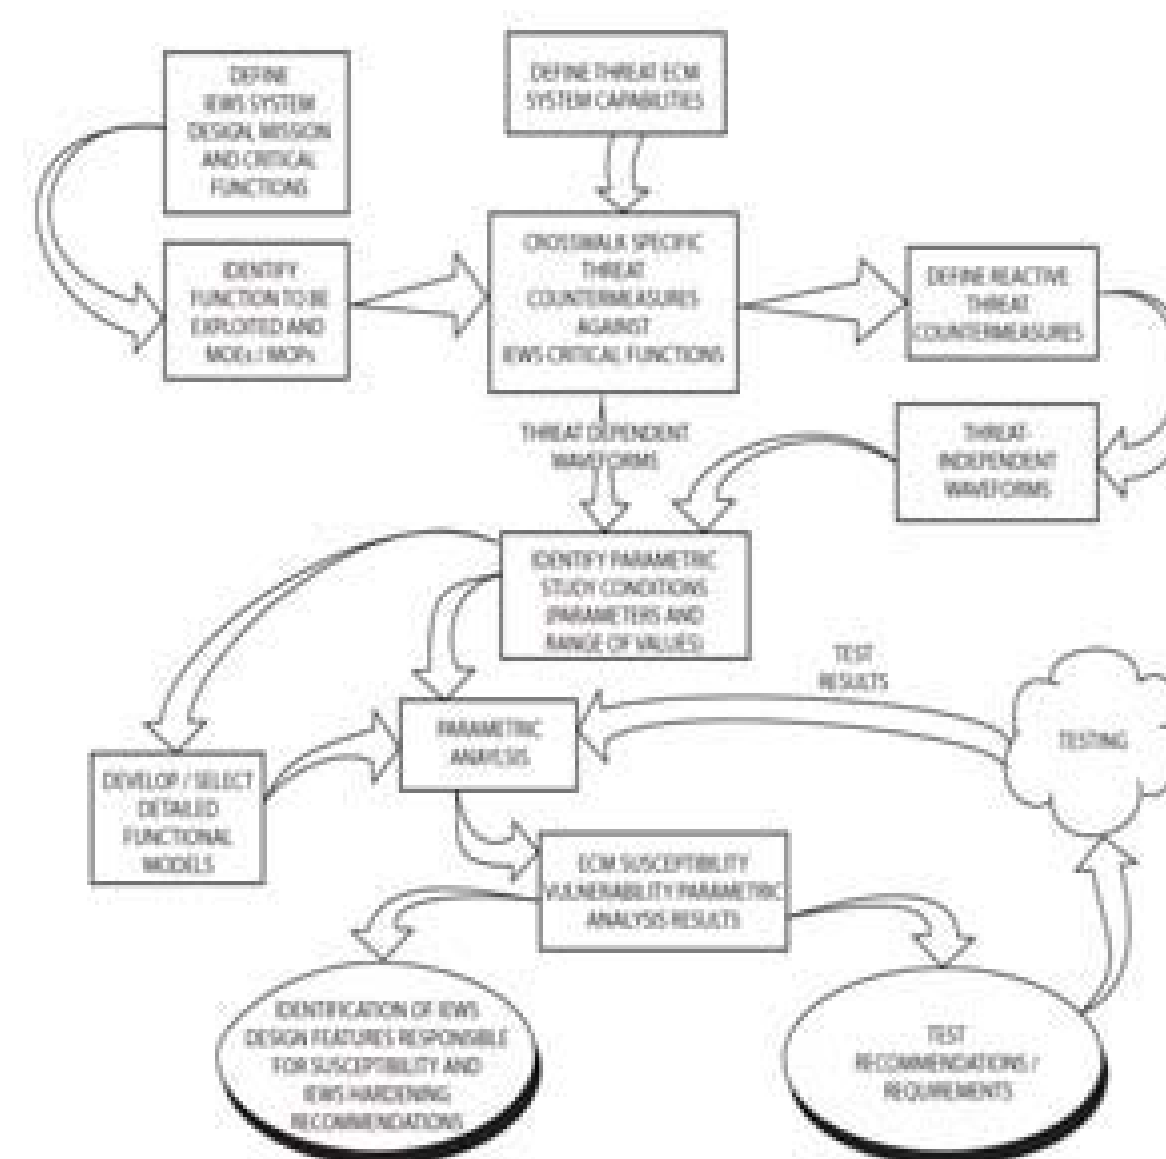 DEFINE
IEWS SYSTEM
DESIGN, MISSION
AND CRITICAL
FUNCTIONS
DEFINE THREAT ECM
SYSTEM CAPABILITIES
IDENTIFY
FUNCTION TO BE
EXPLOITED AND
MOEs / MOPs
CROSSWALK SPECIFIC
THREAT
COUNTERMEASURES
AGAINST
IEWS CRITICAL FUNCTIONS
DEFINE REACTIVE
THREAT
COUNTERMEASURES
THREAT DEPENDENT
WAVEFORMS
THREAT-
INDEPENDENT
WAVEFORMS
IDENTIFY PARAMETRIC
STUDY CONDITIONS
(PARAMETERS AND
RANGE OF VALUES)
TEST
RESULTS
TESTING
PARAMETRIC
ANAYLSIS
DEVELOP / SELECT
DETAILED
FUNCTIONAL
MODELS
ECM SUSCEPTIBILITY
VULNERABILITY PARAMETRIC
ANALYSIS RESULTS
IDENTIFICATION OF IEWS
DESIGN FEATURES RESPONSIBLE
FOR SUSCEPTIBILITY AND
IEWS HARDENING
RECOMMENDATIONS
TEST
RECOMMENDATIONS /
REQUIREMENTS